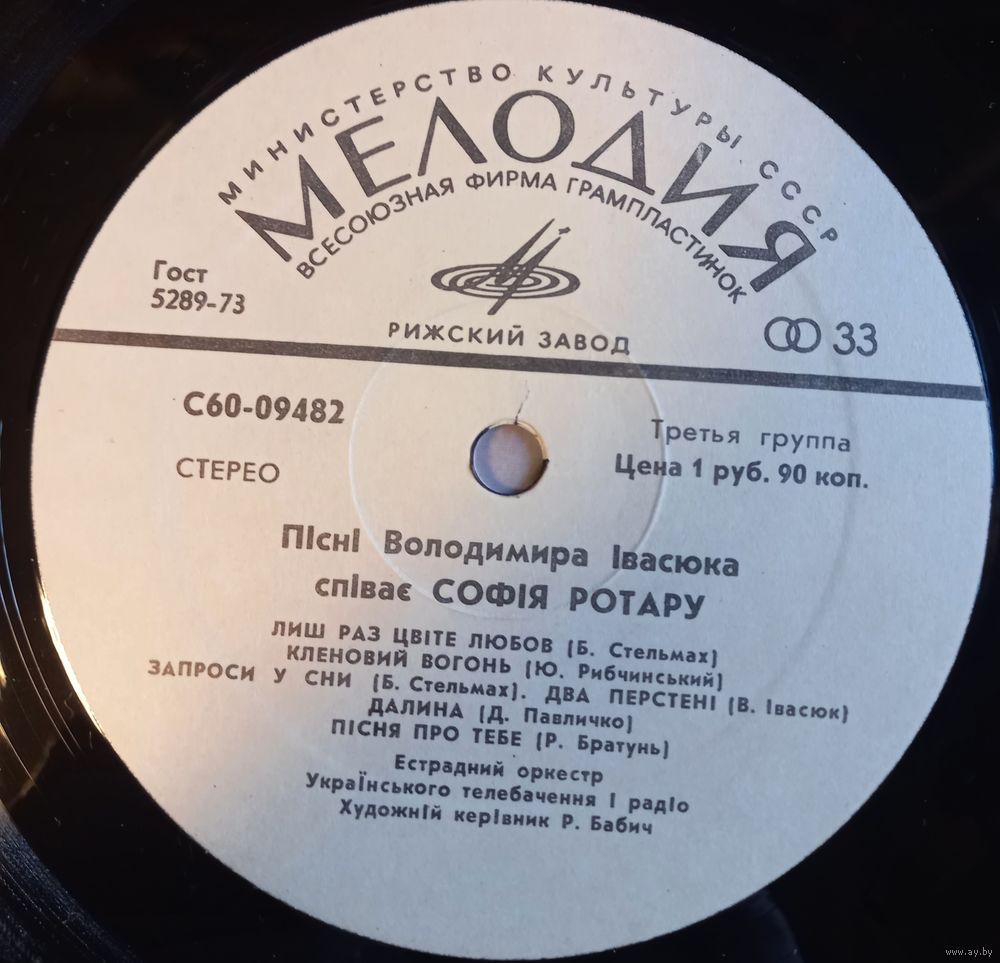 МИНИСТЕРСТВО КУЛЬТУРЫ СССР
МЕЛОДИЯ
ВСЕСОЮЗНАЯ ФИРМА ГРАМПЛАСТИНОК
Гост
5289-73
РИЖСКИЙ ЗАВОД
33
С60-09482
Третья группа
СТЕРЕО
Цена 1 руб. 90 коп.
Пісні Володимира Івасюка
співає СОФІЯ РОТАРУ
ЛИШ РАЗ ЦВІТЕ ЛЮБОВ (Б. Стельмах)
КЛЕНОВИЙ ВОГОНЬ (Ю. Рибчинський)
ЗАПРОСИ У СНИ (Б. Стельмах). ДВА ПЕРСТЕНІ (В. Івасюк)
ДАЛИНА (Д. Павличко)
ПІСНЯ ПРО ТЕБЕ (Р. Братунь)
Естрадний оркестр
Українського телебачення і радіо
Художній керівник Р. Бабич
www.ay.by